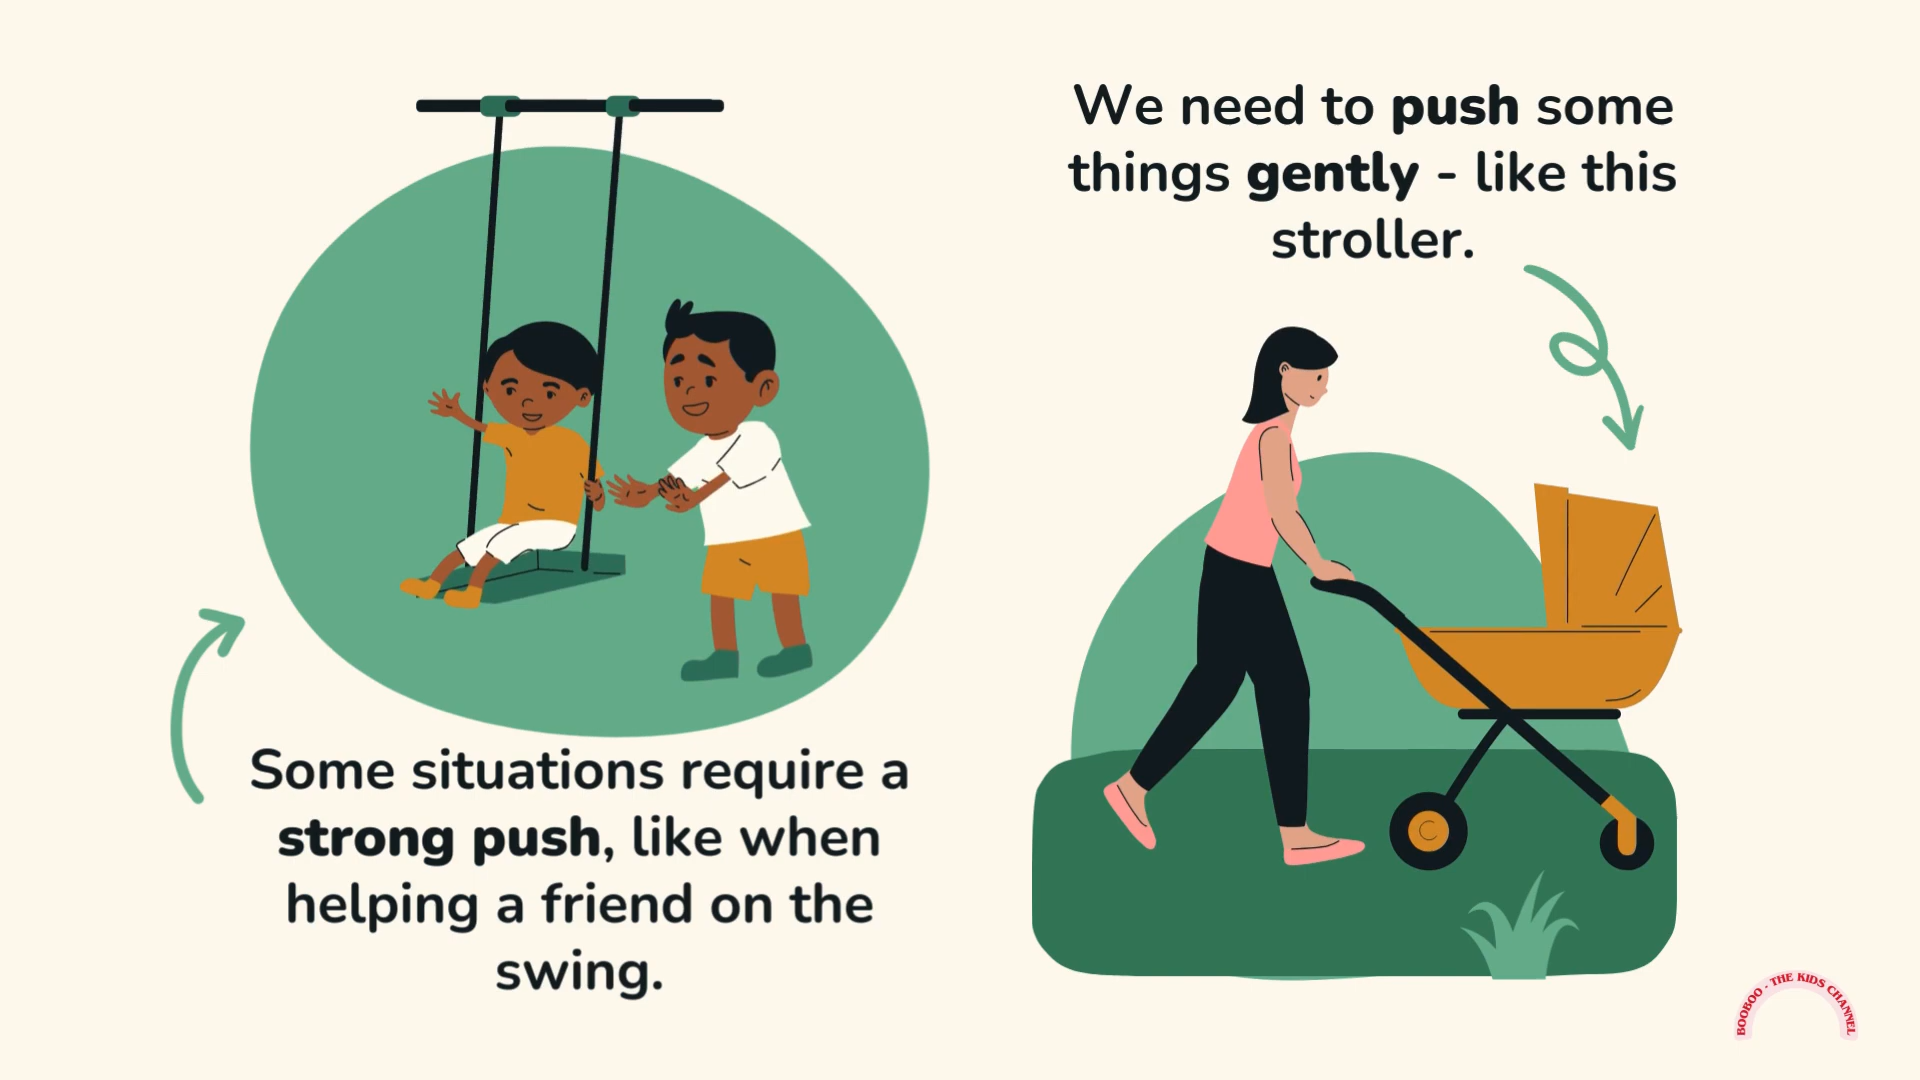 We need to push some
things gently - like this
stroller.
Some situations require a
strong push, like when
helping a friend on the
swing.
BOOBOO - THE KIDS CHANNEL